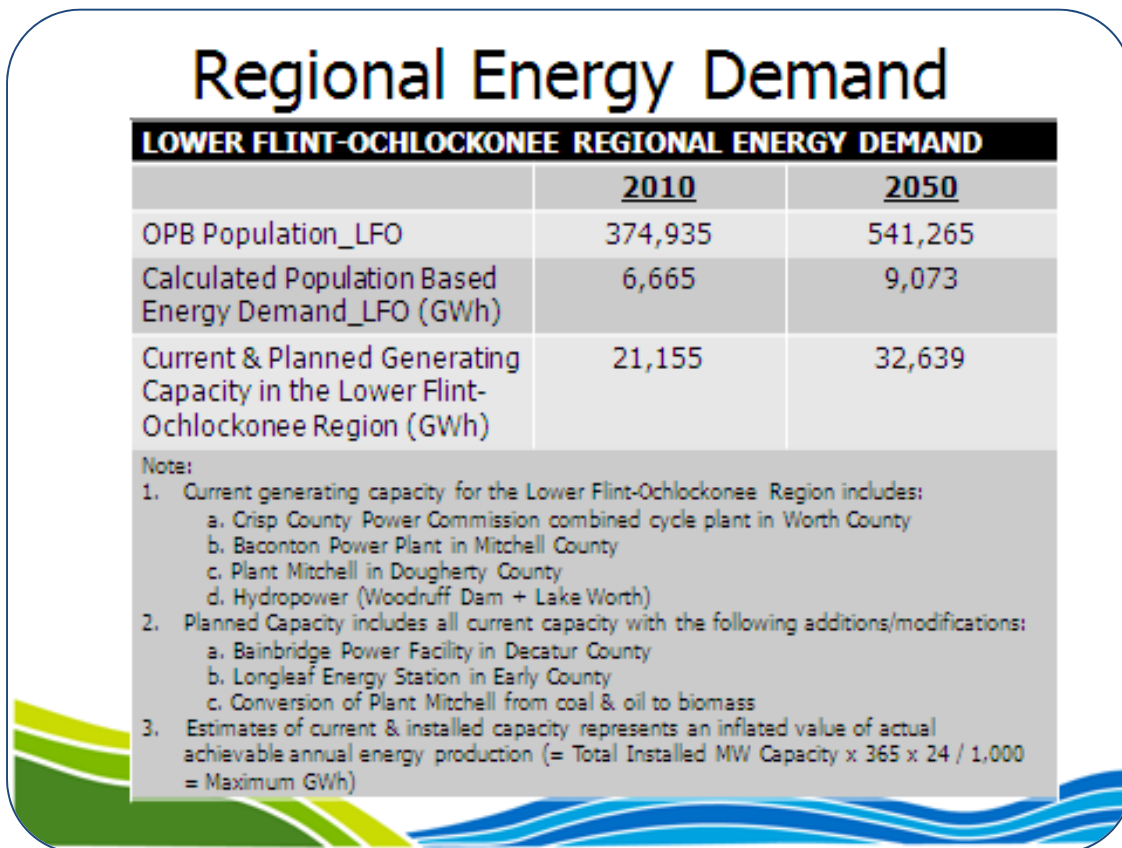 Regional Energy Demand
LOWER FLINT-OCHLOCKONEE REGIONAL ENERGY DEMAND
2010 2050
OPB Population_LFO 374,935 541,265
Calculated Population Based 6,665 9,073
Energy Demand_LFO (GWh)
Current & Planned Generating 21,155 32,639
Capacity in the Lower Flint-
Ochlockonee Region (GWh)
Note:
1. Current generating capacity for the Lower Flint-Ochlockonee Region includes:
a. Crisp County Power Commission combined cycle plant in Worth County
b. Baconton Power Plant in Mitchell County
c. Plant Mitchell in Dougherty County
d. Hydropower (Woodruff Dam + Lake Worth)
2. Planned Capacity includes all current capacity with the following additions/modifications:
a. Bainbridge Power Facility in Decatur County
b. Longleaf Energy Station in Early County
c. Conversion of Plant Mitchell from coal & oil to biomass
3. Estimates of current & installed capacity represents an inflated value of actual
achievable annual energy production (= Total Installed MW Capacity x 365 x 24 / 1,000
= Maximum GWh)